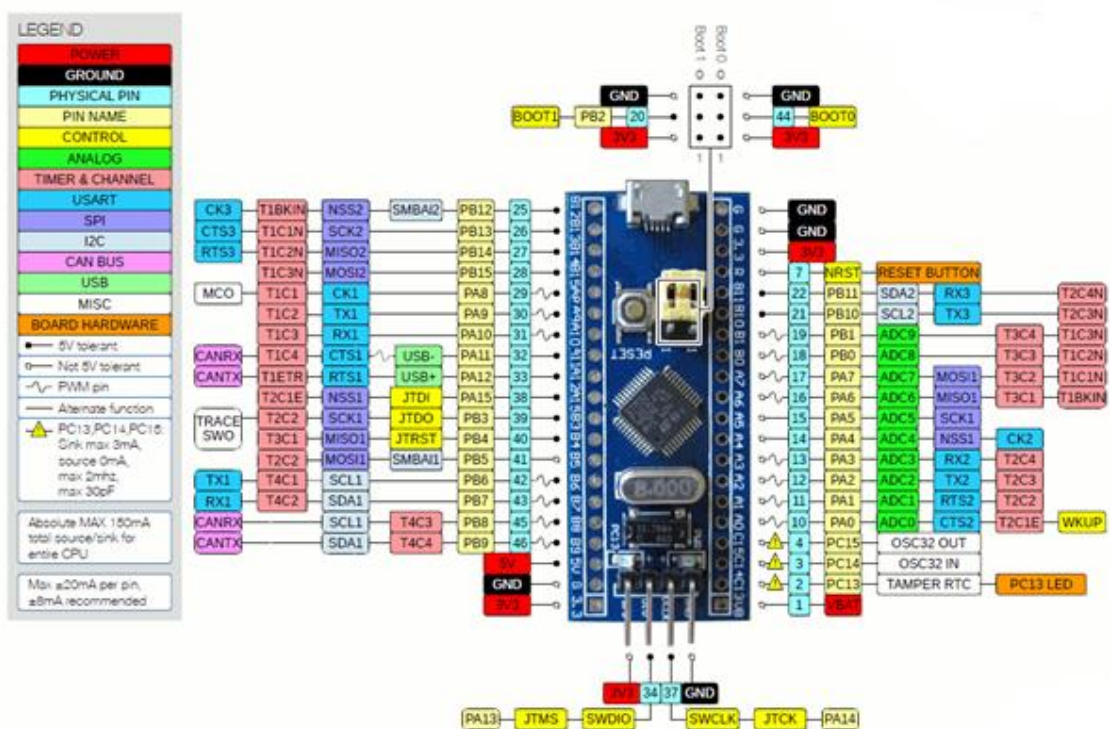 LEGEND
POWER
GROUND
PHYSICAL PIN
PIN NAME
CONTROL
ANALOG
TIMER & CHANNEL
USART
SPI
I2C
CAN BUS
USB
MISC
BOARD HARDWARE
5V tolerant
Not 5V tolerant
PWM pin
Alternate function
PC13,PC14,PC15:
Sink max 3mA,
source 0mA,
max 2mhz,
max 30pF
Absolute MAX 150mA
total source/sink for
entire CPU
Max ±20mA per pin,
±8mA recommended
Boot 1 Boot 0
0 0
GND GND
BOOT1 PB2 20 44 BOOT0
3V3 3V3
1 1
CK3 T1BKIN NSS2 SMBAI2 PB12 25
CTS3 T1C1N SCK2 PB13 26
RTS3 T1C2N MISO2 PB14 27
T1C3N MOSI2 PB15 28
MCO T1C1 CK1 PA8 29
T1C2 TX1 PA9 30
T1C3 RX1 PA10 31
CANRX T1C4 CTS1 USB- PA11 32
CANTX T1ETR RTS1 USB+ PA12 33
T2C1E NSS1 JTDI PA15 38
TRACE SWO
T2C2 SCK1 JTDO PB3 39
T3C1 MISO1 JTRST PB4 40
T2C2 MOSI1 SMBAI1 PB5 41
TX1 T4C1 SCL1 PB6 42
RX1 T4C2 SDA1 PB7 43
CANRX SCL1 T4C3 PB8 45
CANTX SDA1 T4C4 PB9 46
5V
GND
3V3
RESET
8.000
GND
GND
3V3
7 NRST RESET BUTTON
22 PB11 SDA2 RX3 T2C4N
21 PB10 SCL2 TX3 T2C3N
19 PB1 ADC9 T3C4 T1C3N
18 PB0 ADC8 T3C3 T1C2N
17 PA7 ADC7 MOSI1 T3C2 T1C1N
16 PA6 ADC6 MISO1 T3C1 T1BKIN
15 PA5 ADC5 SCK1
14 PA4 ADC4 NSS1 CK2
13 PA3 ADC3 RX2 T2C4
12 PA2 ADC2 TX2 T2C3
11 PA1 ADC1 RTS2 T2C2
10 PA0 ADC0 CTS2 T2C1E WKUP
4 PC15 OSC32 OUT
3 PC14 OSC32 IN
2 PC13 TAMPER RTC PC13 LED
1 VBAT
3V3 34 37 GND
PA13 JTMS SWDIO SWCLK JTCK PA14